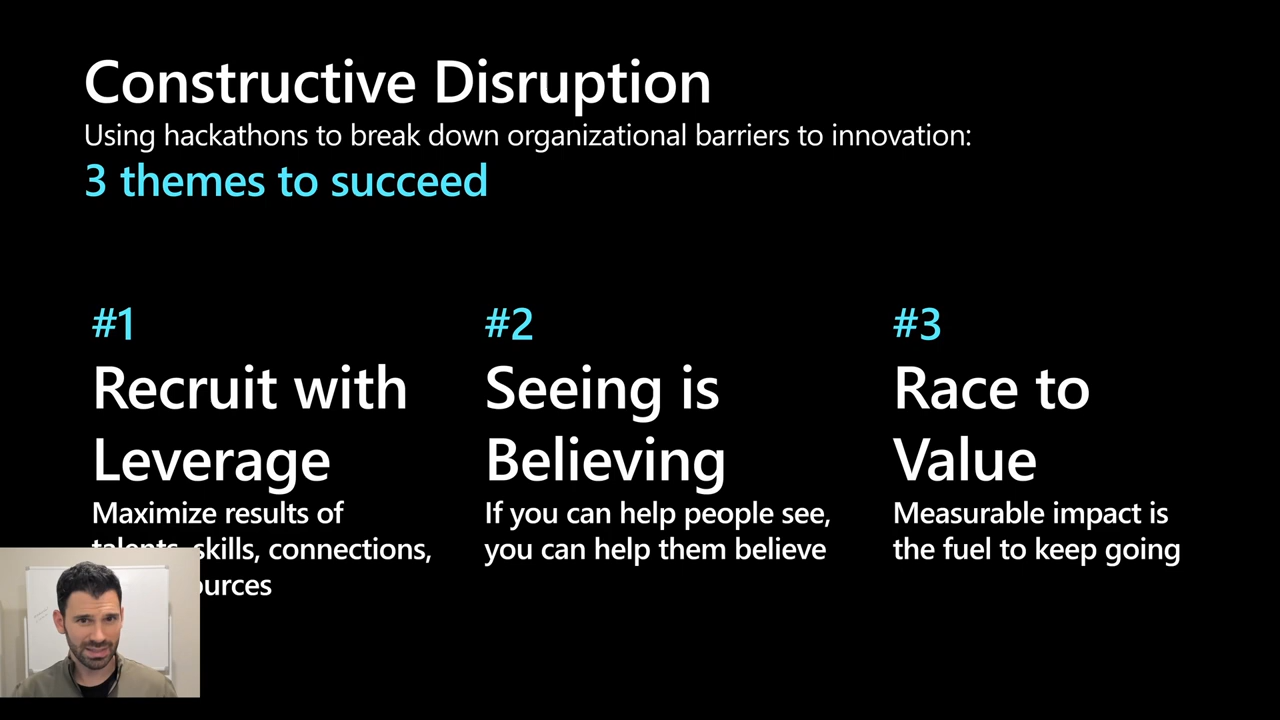 Constructive Disruption
Using hackathons to break down organizational barriers to innovation:
3 themes to succeed
#1
Recruit with
Leverage
Maximize results of
talents, skills, connections,
#2
Seeing is
Believing
If you can help people see,
you can help them believe
#3
Race to
Value
Measurable impact is
the fuel to keep going